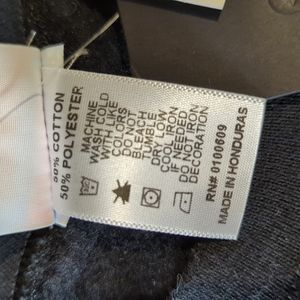 50% COTTON
50% POLYESTER
MACHINE
WASH COLD
WITH LIKE
COLORS
DO NOT
BLEACH
TUMBLE
DRY LOW
COOL IRON
IF NEEDED
DO NOT IRON
DECORATION
RN# 0100609
MADE IN HONDURAS